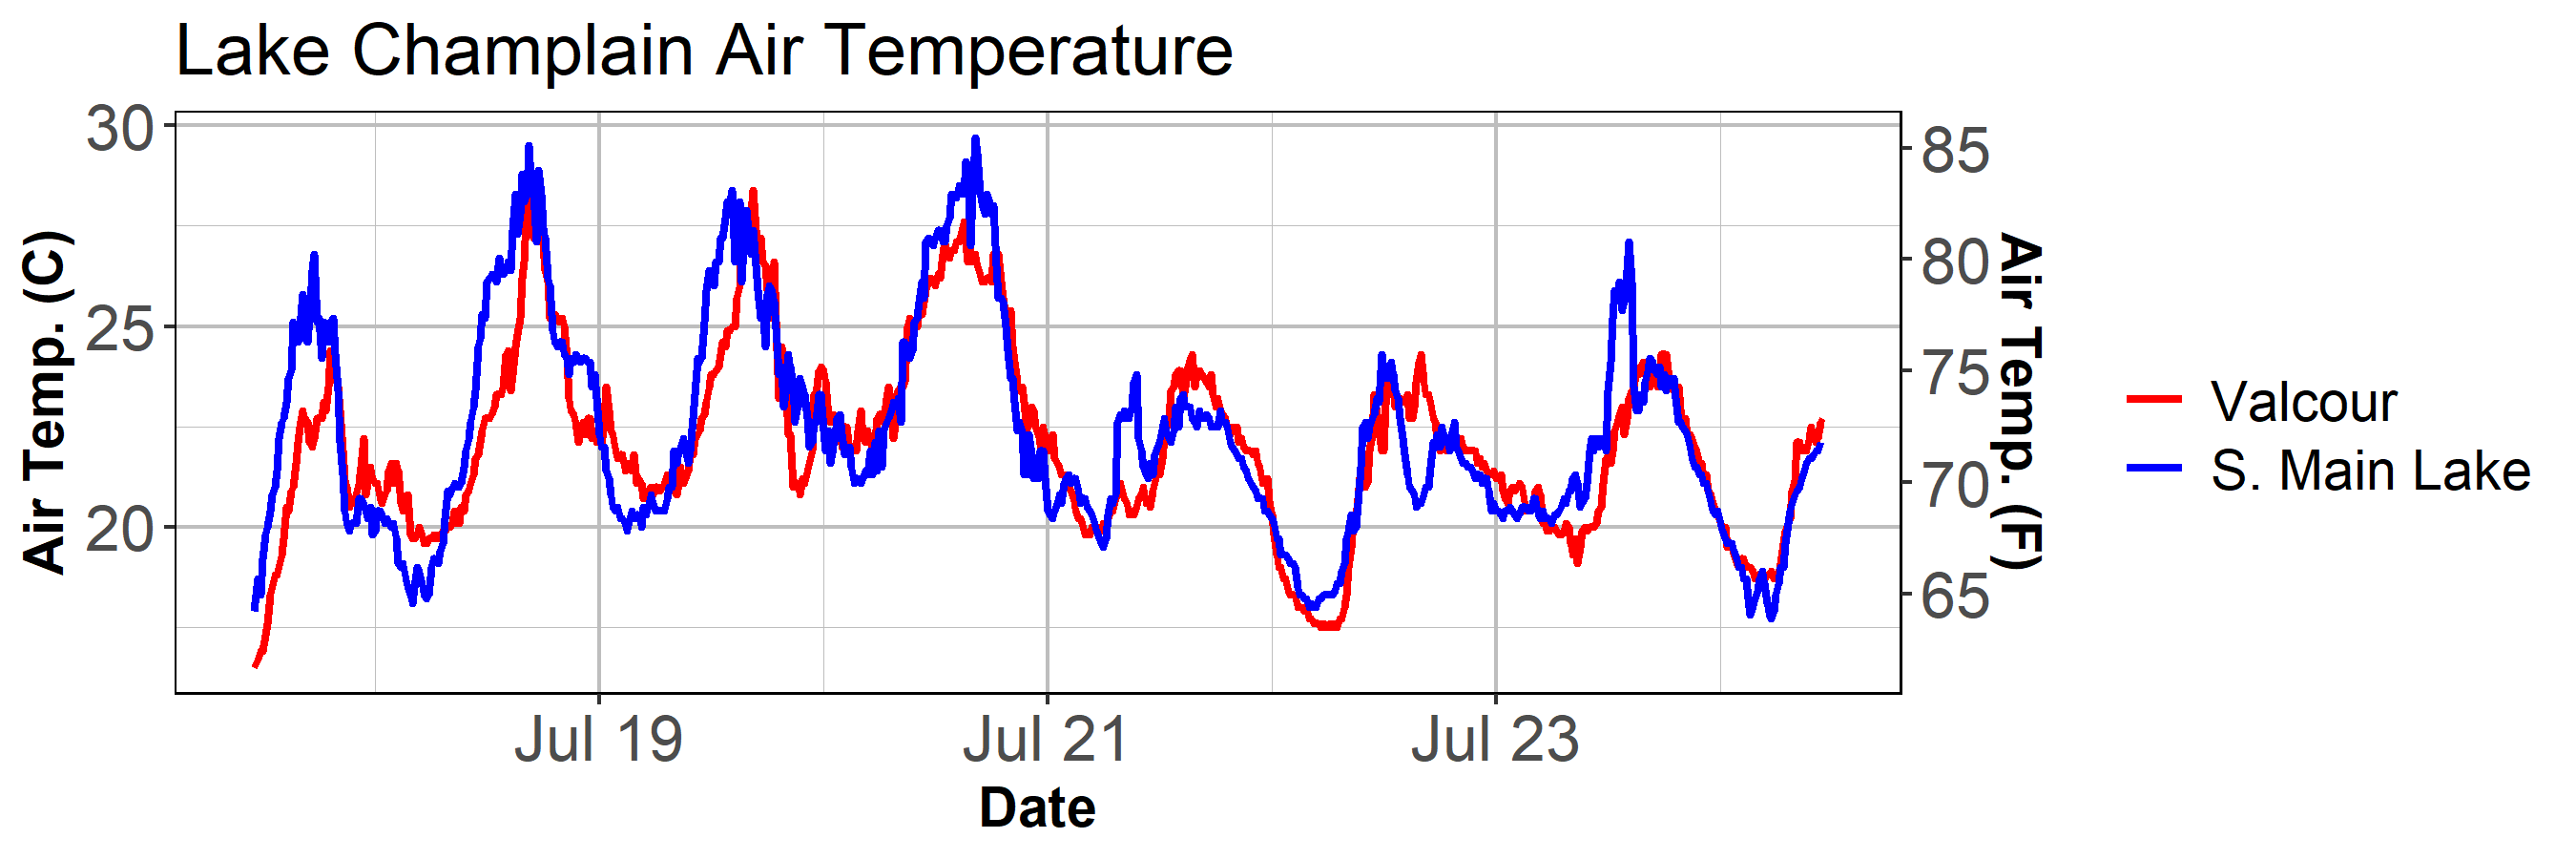 Lake Champlain Air Temperature
30
25
20
Air Temp. (C)
85
80
75
70
65
Air Temp. (F)
Jul 19 Jul 21 Jul 23
Date
Valcour
S. Main Lake